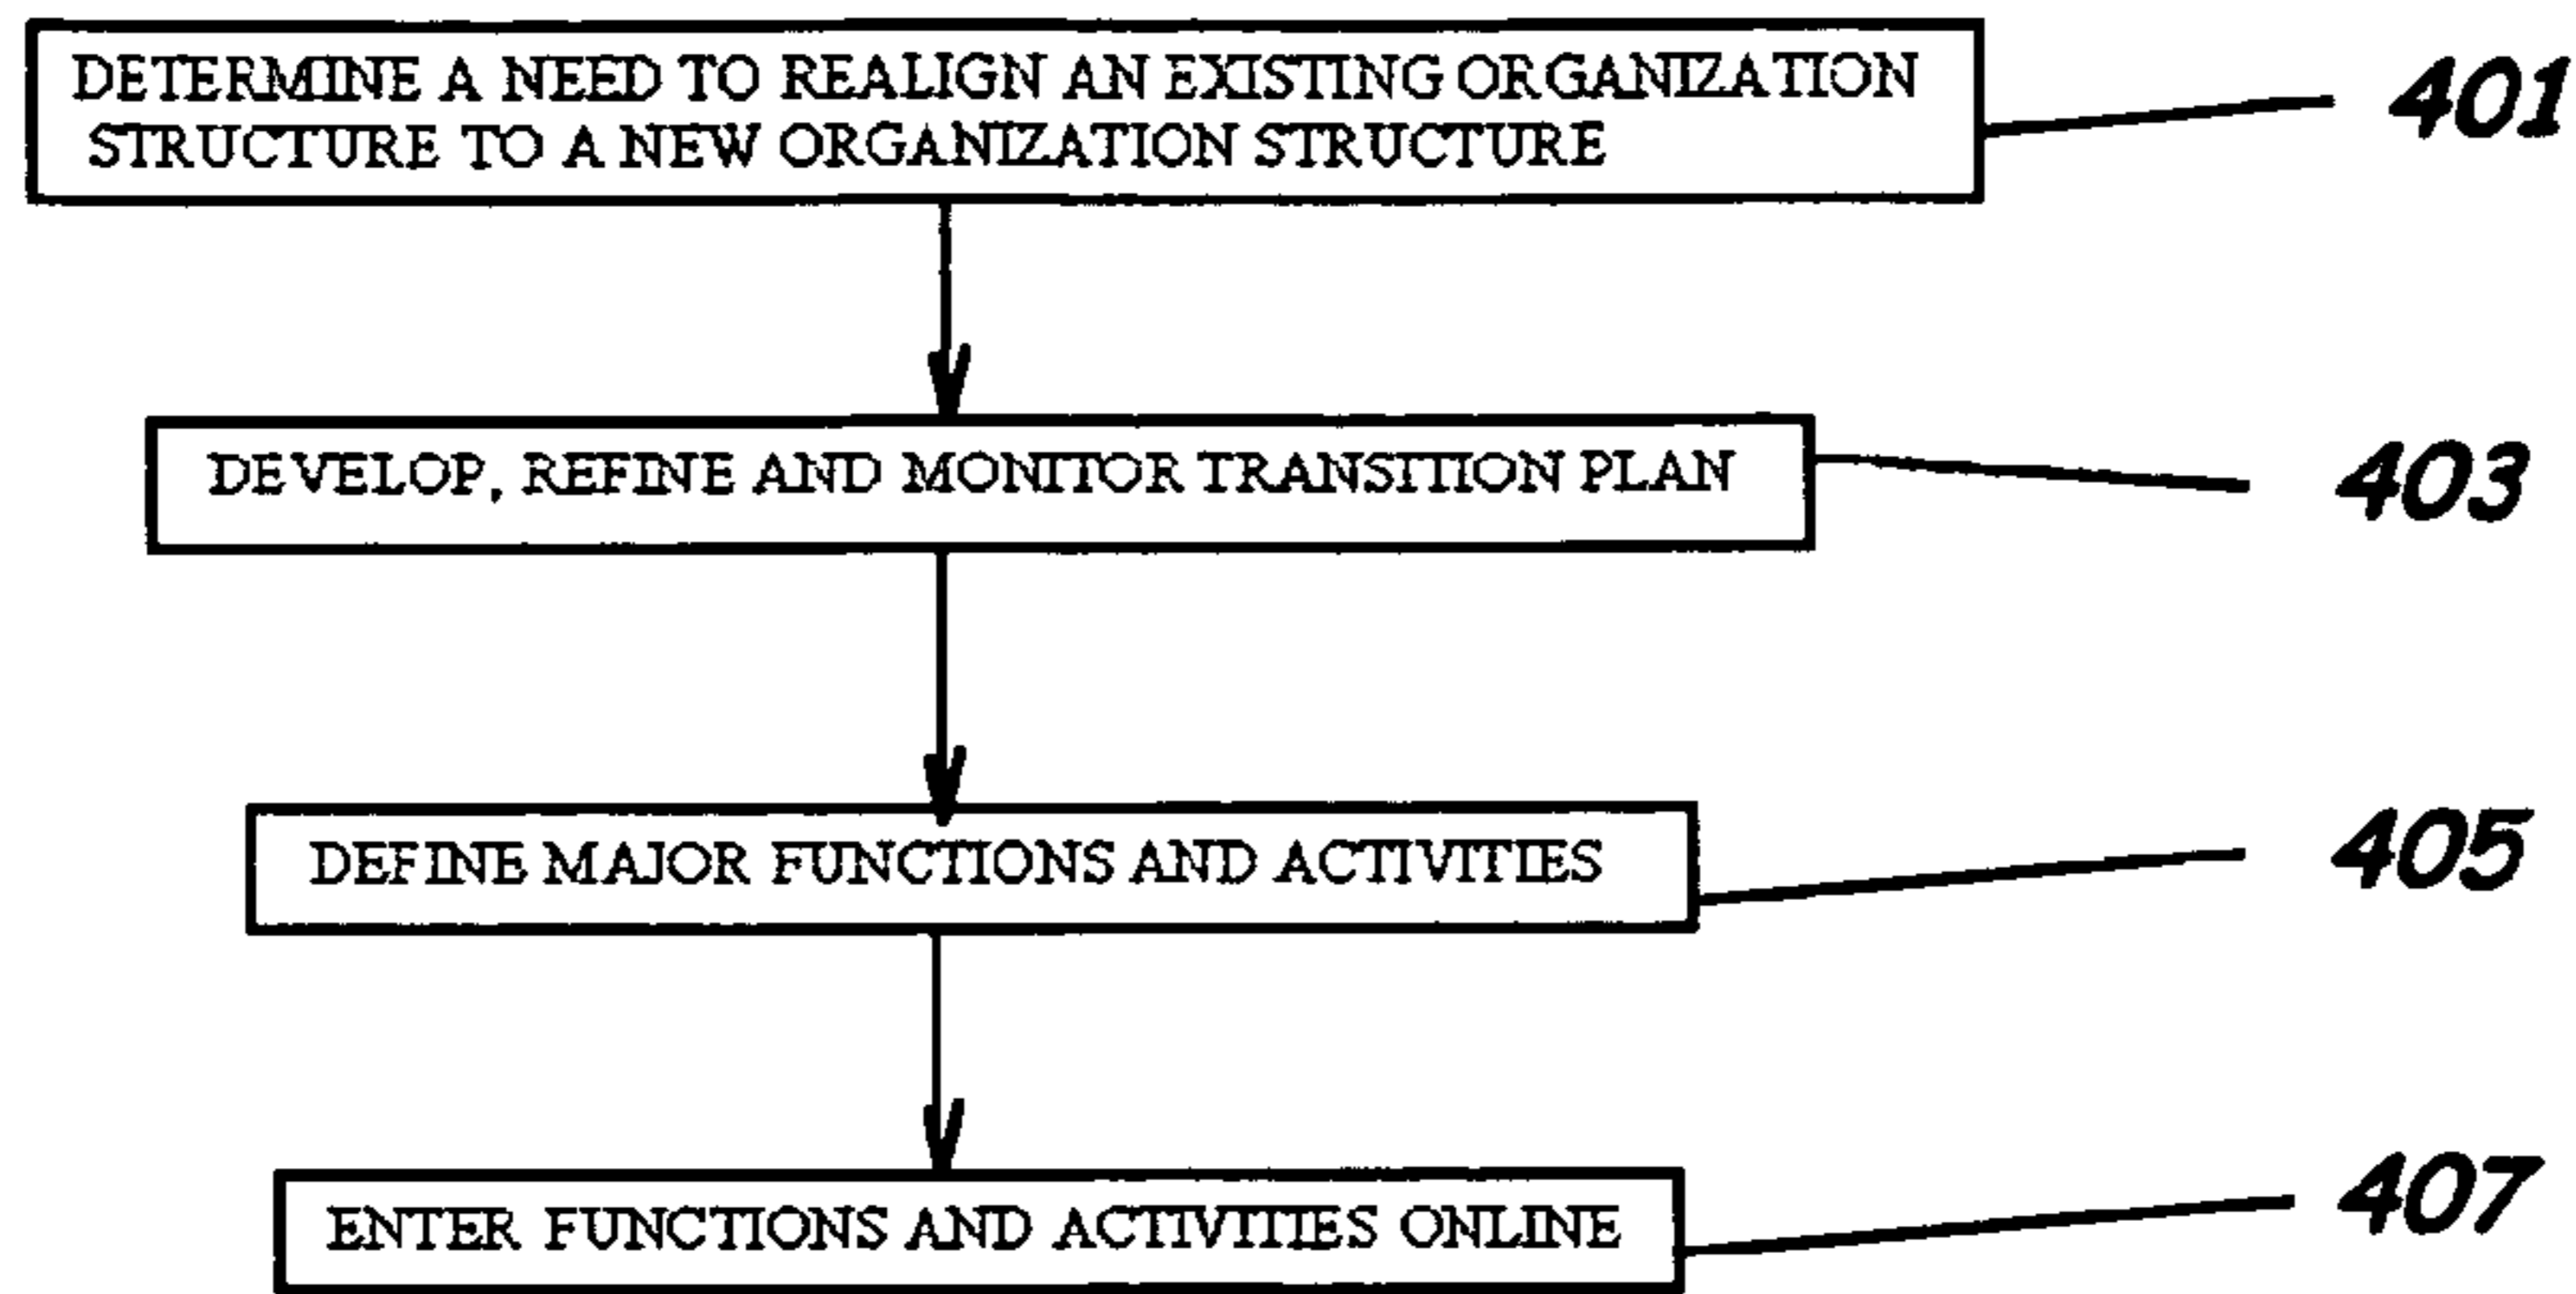 DETERMINE A NEED TO REALIGN AN EXISTING ORGANIZATION
STRUCTURE TO A NEW ORGANIZATION STRUCTURE
401
DEVELOP, REFINE AND MONITOR TRANSITION PLAN
403
DEFINE MAJOR FUNCTIONS AND ACTIVITIES
405
ENTER FUNCTIONS AND ACTIVITIES ONLINE
407